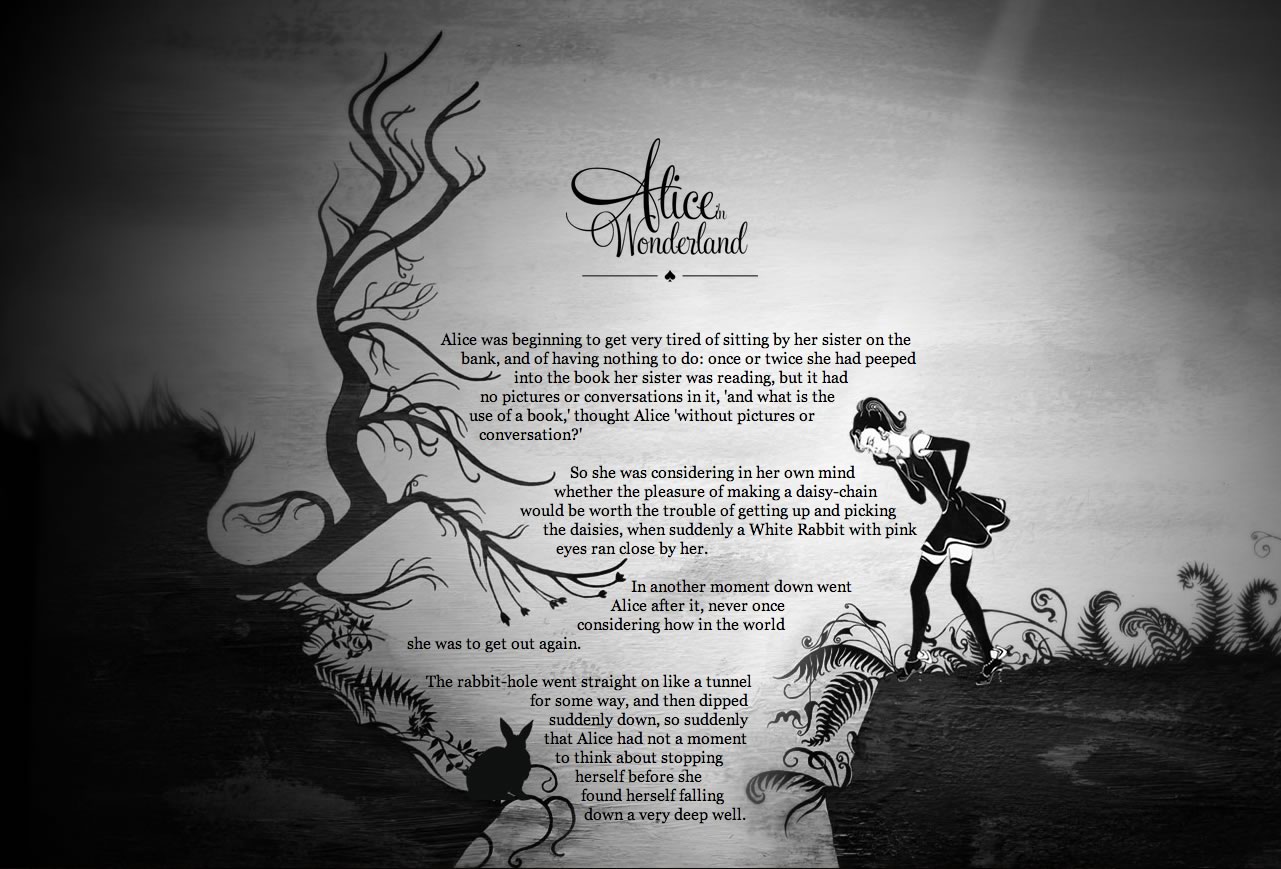 Alice in
Wonderland
Alice was beginning to get very tired of sitting by her sister on the
bank, and of having nothing to do: once or twice she had peeped
into the book her sister was reading, but it had
no pictures or conversations in it, 'and what is the
use of a book,' thought Alice 'without pictures or
conversation?'
So she was considering in her own mind
whether the pleasure of making a daisy-chain
would be worth the trouble of getting up and picking
the daisies, when suddenly a White Rabbit with pink
eyes ran close by her.
In another moment down went
Alice after it, never once
considering how in the world
she was to get out again.
The rabbit-hole went straight on like a tunnel
for some way, and then dipped
suddenly down, so suddenly
that Alice had not a moment
to think about stopping
herself before she
found herself falling
down a very deep well.